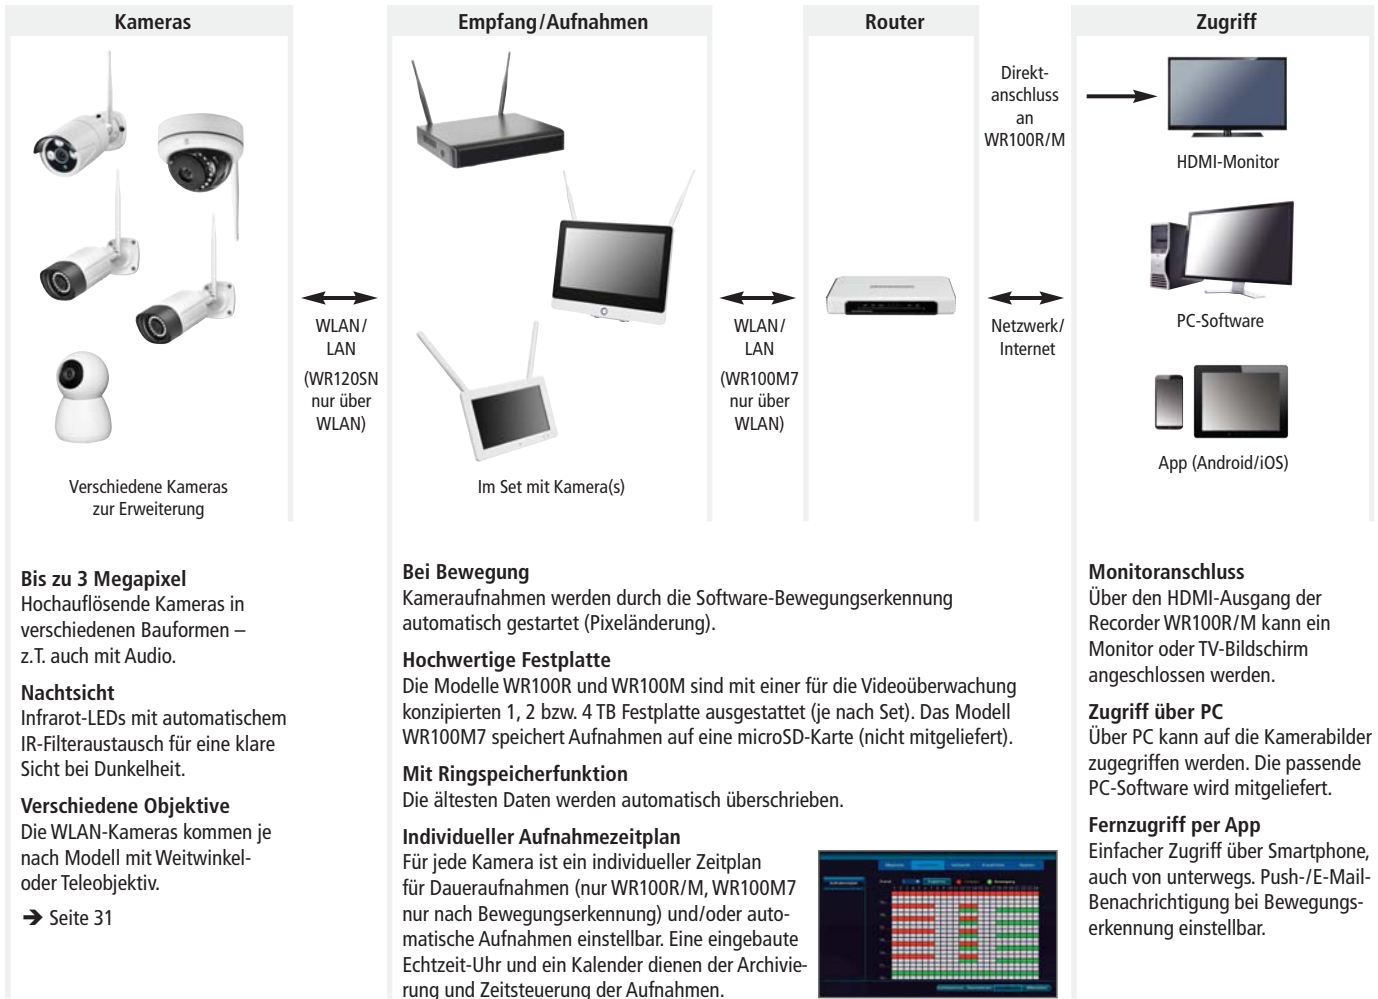 Kameras
Verschiedene Kameras
zur Erweiterung
WLAN/
LAN
(WR120SN
nur über
WLAN)
Empfang/Aufnahmen
Im Set mit Kamera(s)
WLAN/
LAN
(WR100M7
nur über
WLAN)
Router
Direkt-
anschluss
an
WR100R/M
Netzwerk/
Internet
Zugriff
HDMI-Monitor
PC-Software
App (Android/iOS)
Bis zu 3 Megapixel
Hochauflösende Kameras in
verschiedenen Bauformen –
z.T. auch mit Audio.
Nachtsicht
Infrarot-LEDs mit automatischem
IR-Filteraustausch für eine klare
Sicht bei Dunkelheit.
Verschiedene Objektive
Die WLAN-Kameras kommen je
nach Modell mit Weitwinkel-
oder Teleobjektiv.
➔ Seite 31
Bei Bewegung
Kameraaufnahmen werden durch die Software-Bewegungserkennung
automatisch gestartet (Pixeländerung).
Hochwertige Festplatte
Die Modelle WR100R und WR100M sind mit einer für die Videoüberwachung
konzipierten 1, 2 bzw. 4 TB Festplatte ausgestattet (je nach Set). Das Modell
WR100M7 speichert Aufnahmen auf eine microSD-Karte (nicht mitgeliefert).
Mit Ringspeicherfunktion
Die ältesten Daten werden automatisch überschrieben.
Individueller Aufnahmezeitplan
Für jede Kamera ist ein individueller Zeitplan
für Daueraufnahmen (nur WR100R/M, WR100M7
nur nach Bewegungserkennung) und/oder auto-
matische Aufnahmen einstellbar. Eine eingebaute
Echtzeit-Uhr und ein Kalender dienen der Archivie-
rung und Zeitsteuerung der Aufnahmen.
Monitoranschluss
Über den HDMI-Ausgang der
Recorder WR100R/M kann ein
Monitor oder TV-Bildschirm
angeschlossen werden.
Zugriff über PC
Über PC kann auf die Kamerabilder
zugegriffen werden. Die passende
PC-Software wird mitgeliefert.
Fernzugriff per App
Einfacher Zugriff über Smartphone,
auch von unterwegs. Push-/E-Mail-
Benachrichtigung bei Bewegungs-
erkennung einstellbar.